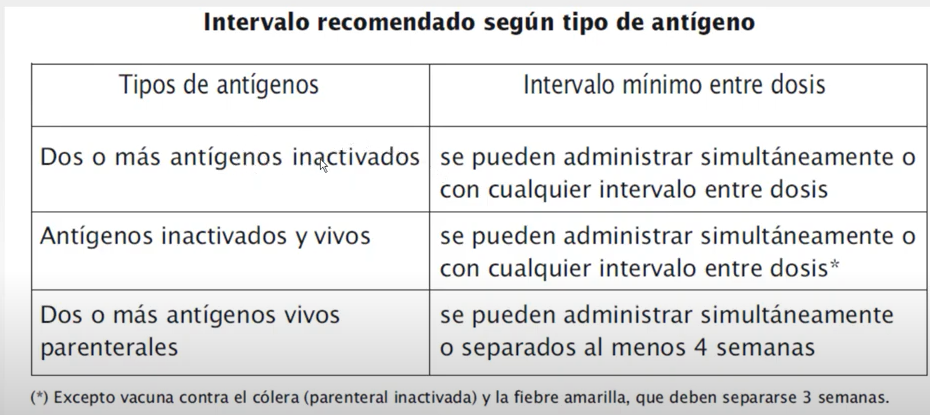 Intervalo recomendado según tipo de antígeno
Tipos de antígenos
Intervalo mínimo entre dosis
Dos o más antígenos inactivados
se pueden administrar simultáneamente o
con cualquier intervalo entre dosis
Antígenos inactivados y vivos
se pueden administrar simultáneamente o
con cualquier intervalo entre dosis*
Dos o más antígenos vivos
parenterales
se pueden administrar simultáneamente
o separados al menos 4 semanas
(*) Excepto vacuna contra el cólera (parenteral inactivada) y la fiebre amarilla, que deben separarse 3 semanas.